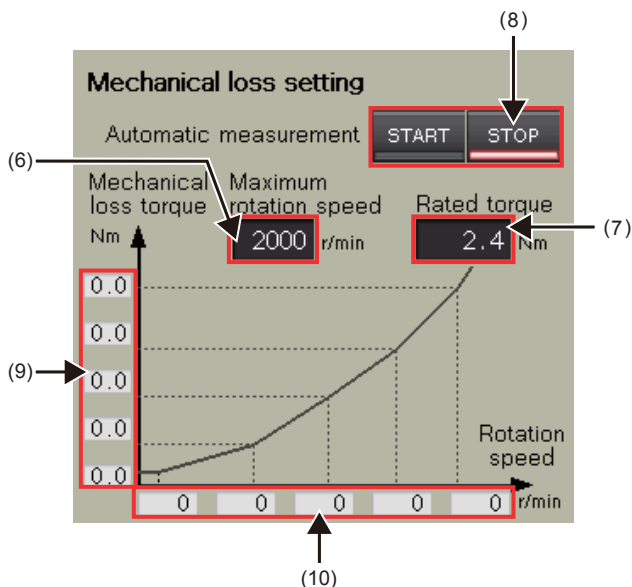 (8)
Mechanical loss setting
Automatic measurement START STOP
(6)
Mechanical loss torque
Maximum rotation speed
Rated torque
(7)
Nm 2000 r/min 2.4 Nm
0.0
0.0
(9)
0.0
0.0
Rotation speed
0.0
0 0 0 0 0 r/min
(10)